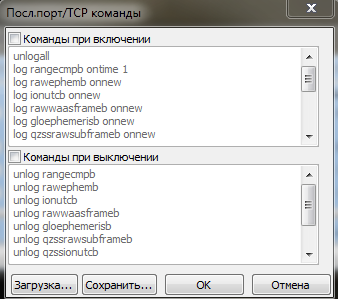 Посл.порт/TCP команды
Команды при включении
unlogall
log rangecmpb ontime 1
log rawephemb onnew
log ionutcb onnew
log rawwaasframeb onnew
log gloephemerisb onnew
log qzssrawsubframeb onnew
Команды при выключении
unlog rangecmpb
unlog rawephemb
unlog ionutcb
unlog rawwaasframeb
unlog gloephemerisb
unlog qzssrawsubframeb
unlog qzssionutcb
Загрузка...
Сохранить...
OK
Отмена